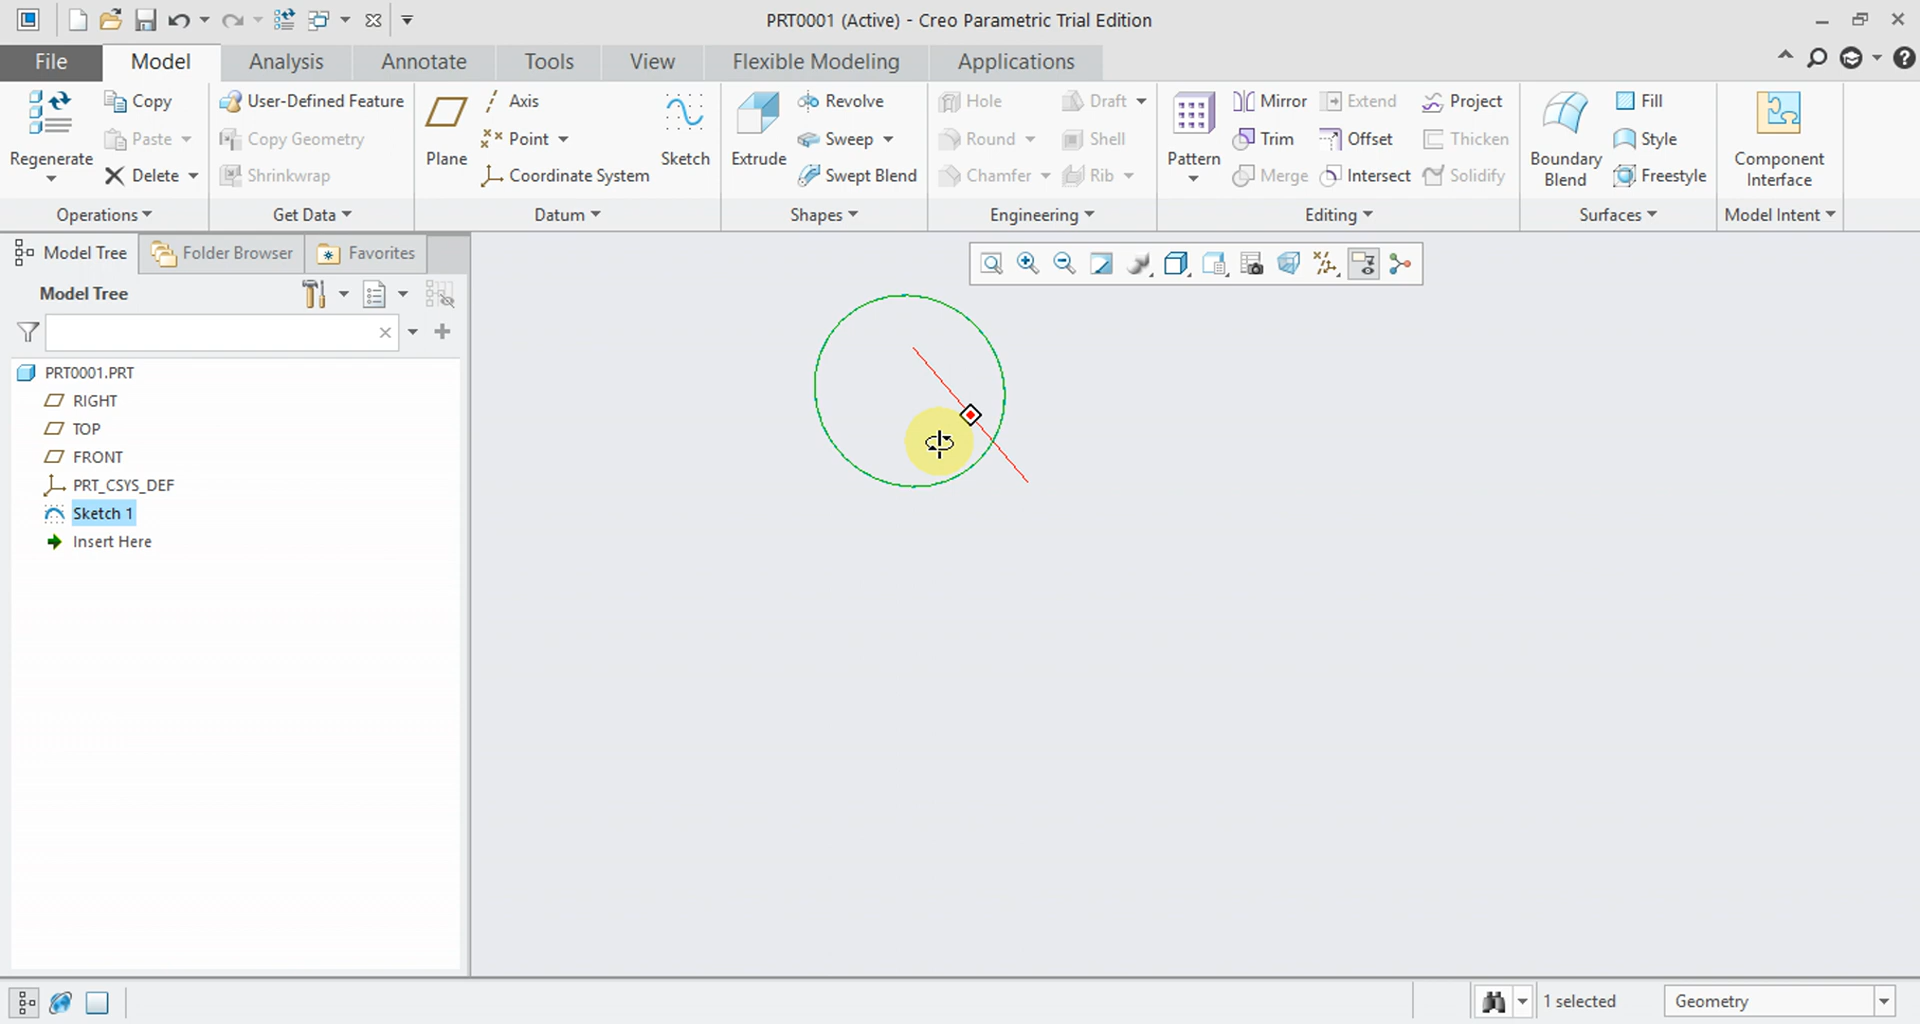 PRT0001 (Active) - Creo Parametric Trial Edition
File Model Analysis Annotate Tools View Flexible Modeling Applications
Regenerate
Copy
Paste
Delete
Operations
User-Defined Feature
Copy Geometry
Shrinkwrap
Get Data
Plane
Axis
Point
Coordinate System
Sketch
Datum
Extrude
Revolve
Sweep
Swept Blend
Shapes
Hole
Round
Chamfer
Draft
Shell
Rib
Engineering
Pattern
Mirror
Trim
Merge
Extend
Offset
Intersect
Project
Thicken
Solidify
Editing
Boundary
Blend
Fill
Style
Freestyle
Surfaces
Component
Interface
Model Intent
Model Tree Folder Browser Favorites
Model Tree
PRT0001.PRT
RIGHT
TOP
FRONT
PRT_CSYS_DEF
Sketch 1
Insert Here
1 selected
Geometry